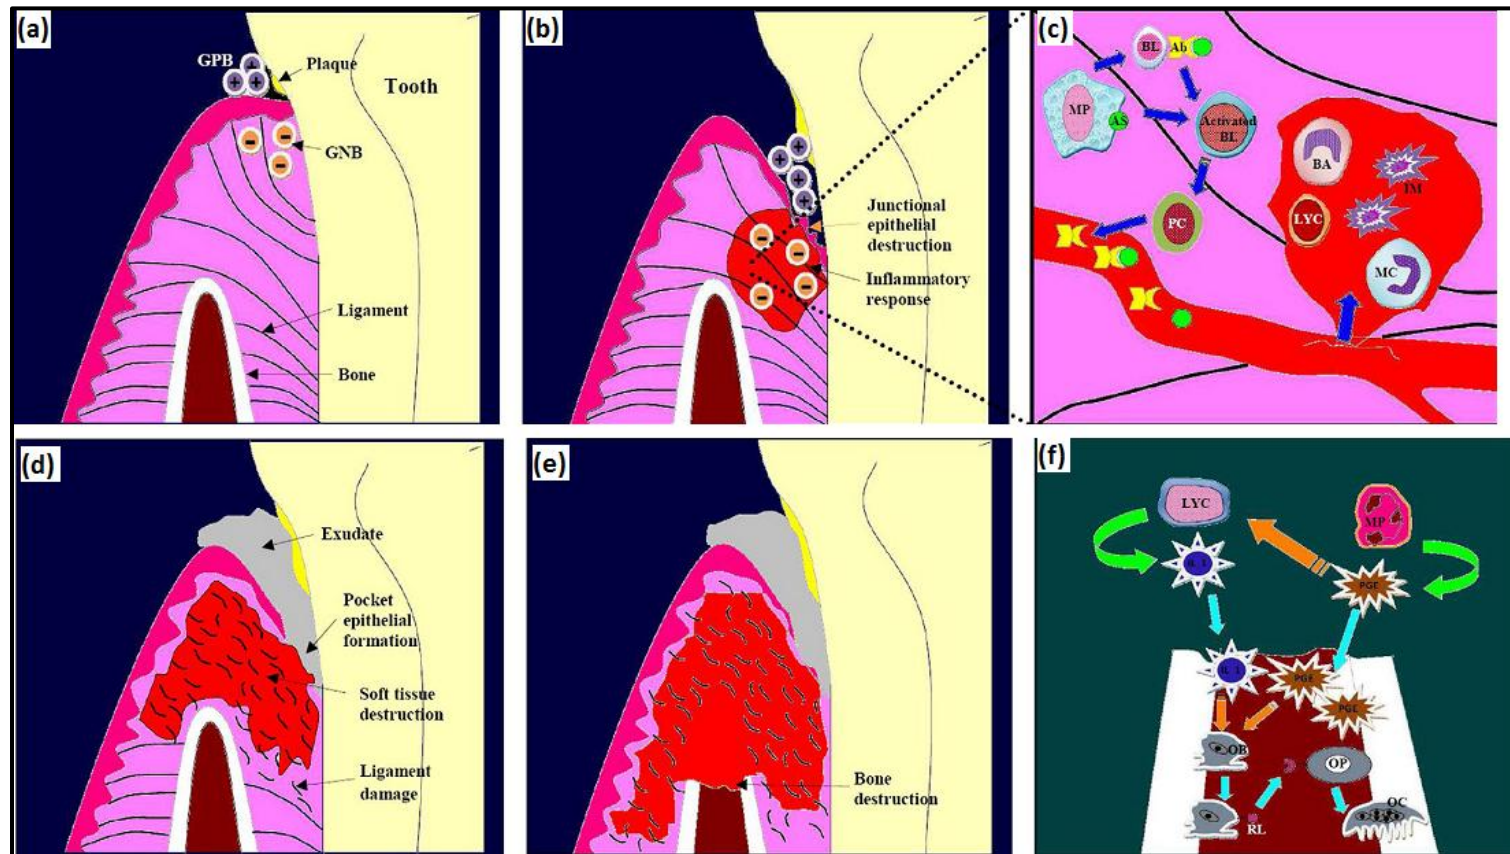 (a)
GPB
Plaque
Tooth
GNB
Ligament
Bone
(b)
Junctional
epithelial
destruction
Inflammatory
response
(c)
BL
Ab
MP
AS
Activated
BL
PC
BA
IM
LYC
MC
(d)
Exudate
Pocket
epithelial
formation
Soft tissue
destruction
Ligament
damage
(e)
Bone
destruction
(f)
LYC
MP
PGE
PGE
PGE
OB
OP
RL
OC